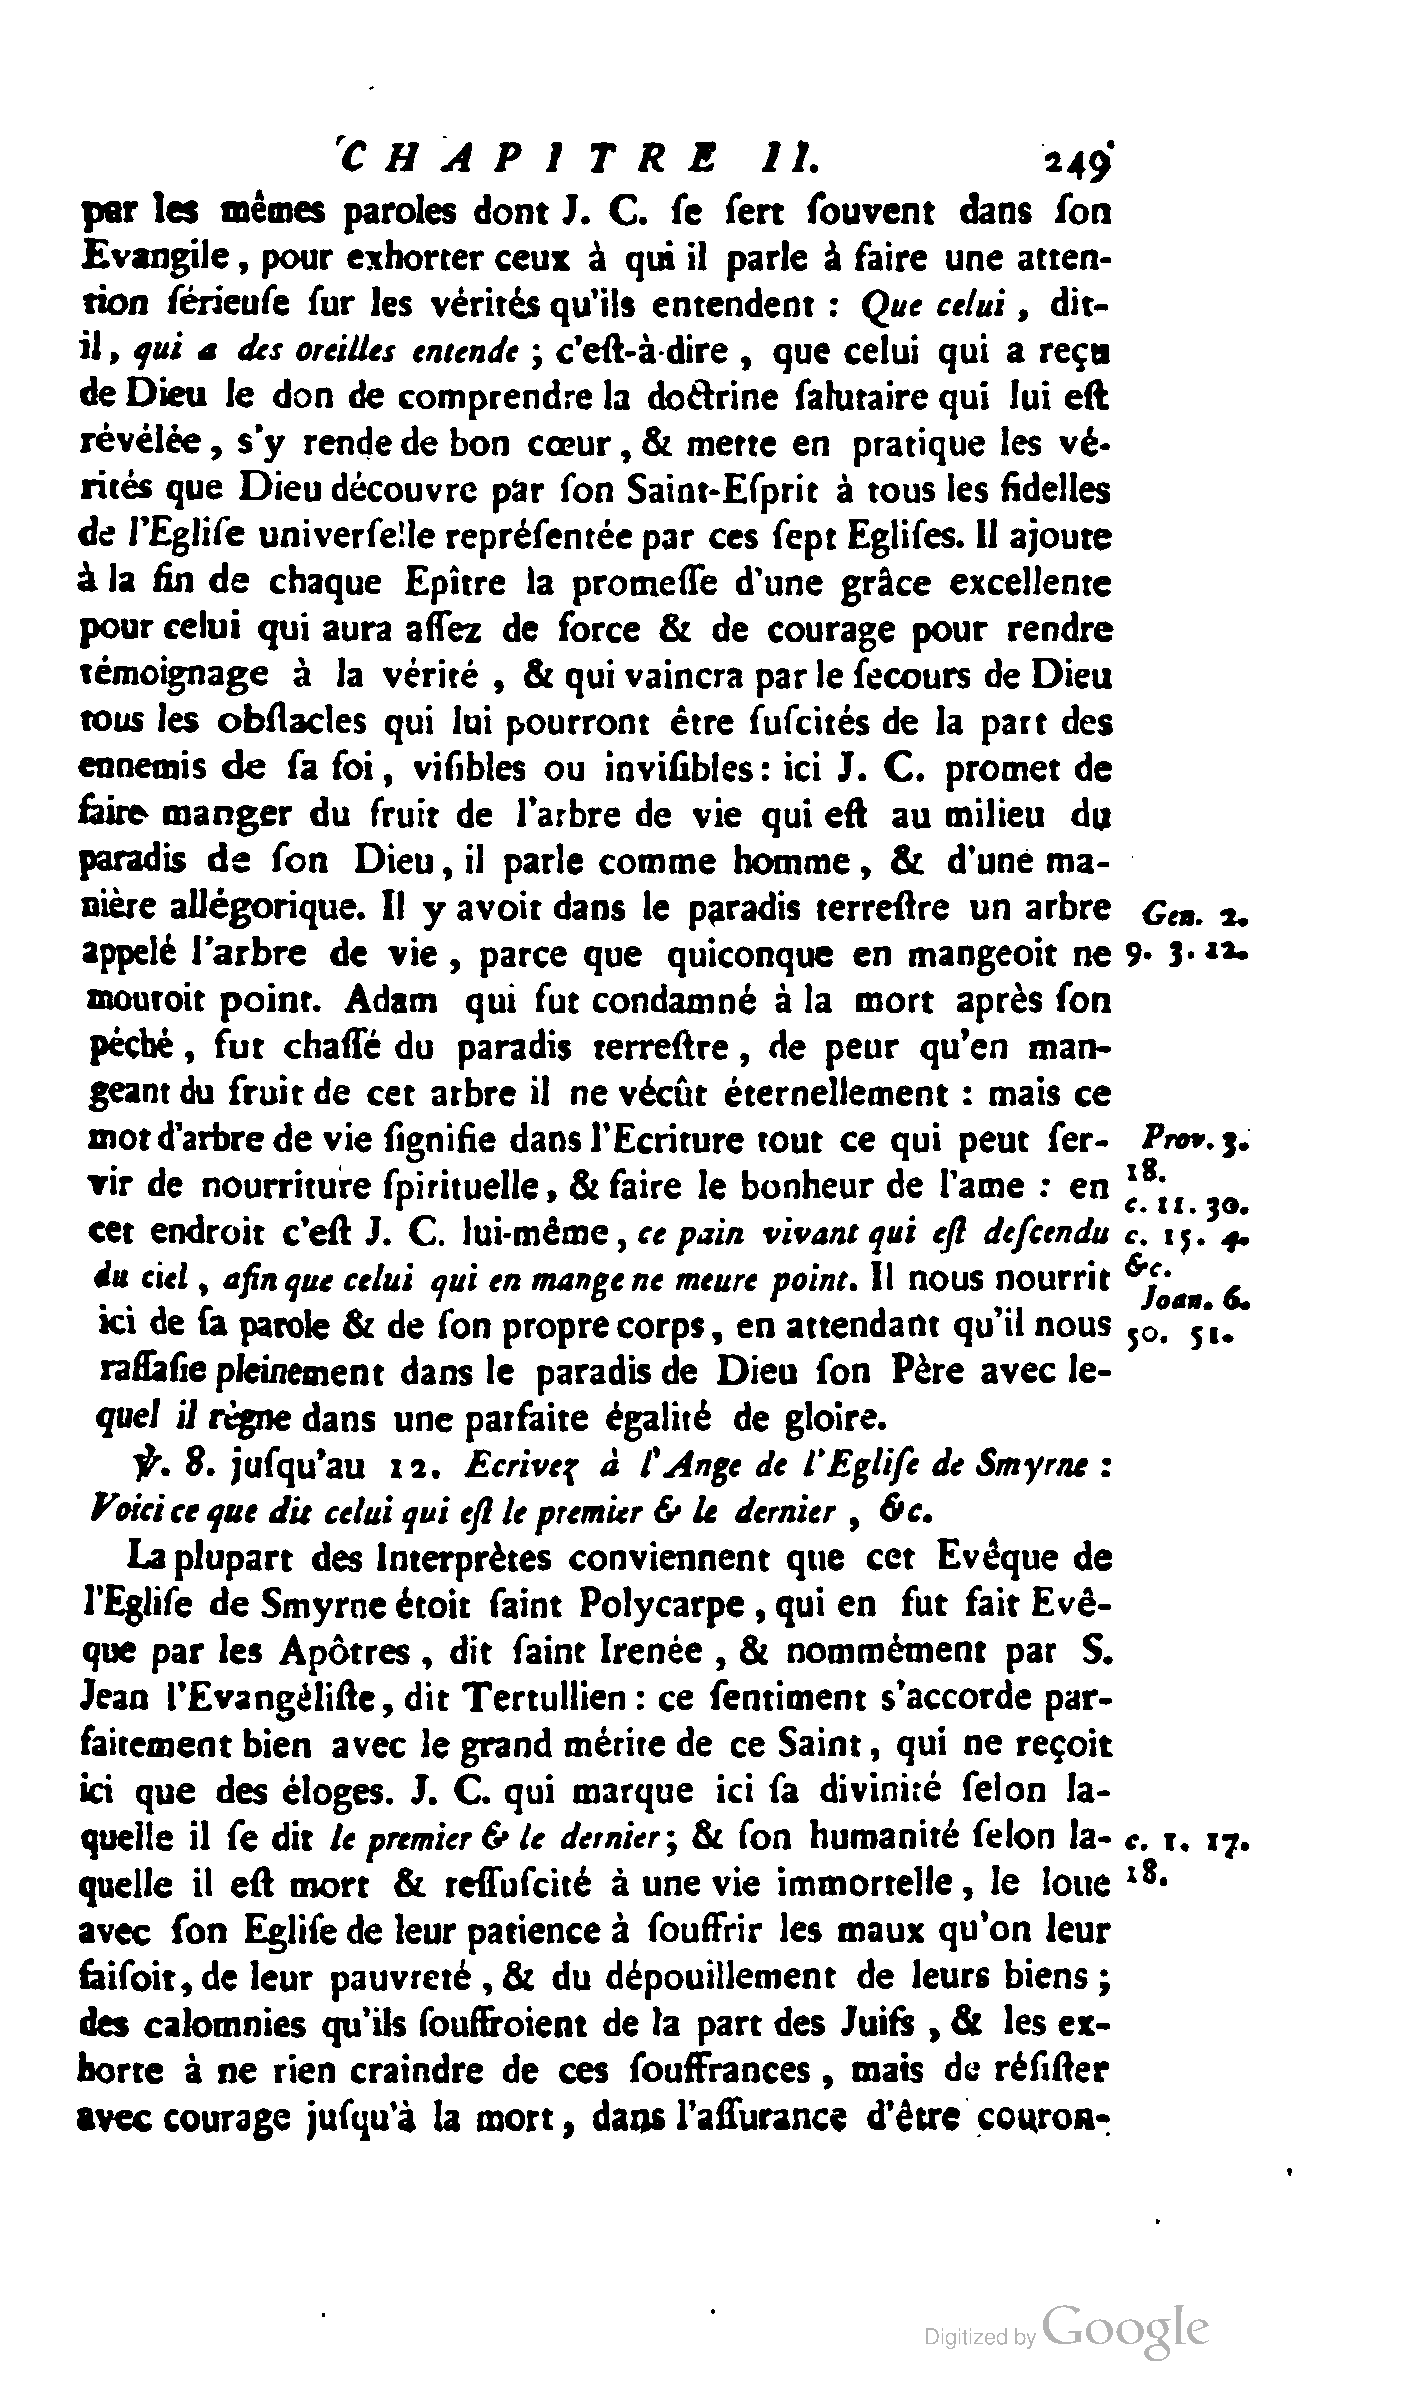 CHAPITRE II. 249
par les mêmes paroles dont J. C. ſe ſert ſouvent dans ſon
Evangile, pour exhorter ceux à qui il parle à faire une atten-
tion ſérieuſe ſur les vérités qu'ils entendent : Que celui, dit-
il, qui a des oreilles entende ; c'eſt-à-dire, que celui qui a reçu
de Dieu le don de comprendre la doctrine ſalutaire qui lui eſt
révélée, s'y rende de bon cœur, & mette en pratique les vé-
rités que Dieu découvre par ſon Saint-Eſprit à tous les fidelles
de l'Egliſe univerſelle repréſentée par ces ſept Egliſes. Il ajoute
à la fin de chaque Epître la promeſſe d'une grâce excellente
pour celui qui aura aſſez de force & de courage pour rendre
témoignage à la vérité, & qui vaincra par le ſecours de Dieu
tous les obſtacles qui lui pourront être ſuſcités de la part des
ennemis de ſa foi, viſibles ou inviſibles : ici J. C. promet de
faire manger du fruit de l'arbre de vie qui eſt au milieu du
paradis de ſon Dieu, il parle comme homme, & d'une ma-
nière allégorique. Il y avoit dans le paradis terreſtre un arbre Gen. 2.
appelé l'arbre de vie, parce que quiconque en mangeoit ne 9. 3. 22.
mouroit point. Adam qui fut condamné à la mort après ſon
péché, fut chaſſé du paradis terreſtre, de peur qu'en man-
geant du fruit de cet arbre il ne vécût éternellement : mais ce
mot d'arbre de vie ſignifie dans l'Ecriture tout ce qui peut ſer- Prov. 3.
vir de nourriture ſpirituelle, & faire le bonheur de l'ame : en 18.
c. 11. 30.
cet endroit c'eſt J. C. lui-même, ce pain vivant qui eſt deſcendu c. 15. 4.
du ciel, afin que celui qui en mange ne meure point. Il nous nourrit &c.
Joan. 6.
ici de ſa parole & de ſon propre corps, en attendant qu'il nous 50. 51.
raſſaſie pleinement dans le paradis de Dieu ſon Père avec le-
quel il règne dans une parfaite égalité de gloire.
℣. 8. juſqu'au 12. Ecrivez à l'Ange de l'Egliſe de Smyrne :
Voici ce que dit celui qui eſt le premier & le dernier, &c.
La plupart des Interprètes conviennent que cet Evêque de
l'Egliſe de Smyrne étoit ſaint Polycarpe, qui en fut fait Evê-
que par les Apôtres, dit ſaint Irenée, & nommément par S.
Jean l'Evangéliſte, dit Tertullien : ce ſentiment s'accorde par-
faitement bien avec le grand mérite de ce Saint, qui ne reçoit
ici que des éloges. J. C. qui marque ici ſa divinité ſelon la-
quelle il ſe dit le premier & le dernier ; & ſon humanité ſelon la- c. 1. 17.
quelle il eſt mort & reſſuſcité à une vie immortelle, le loue 18.
avec ſon Egliſe de leur patience à ſouffrir les maux qu'on leur
faiſoit, de leur pauvreté, & du dépouillement de leurs biens ;
des calomnies qu'ils ſouffroient de la part des Juifs, & les ex-
horte à ne rien craindre de ces ſouffrances, mais de réſiſter
avec courage juſqu'à la mort, dans l'aſſurance d'être couron-
Digitized by Google